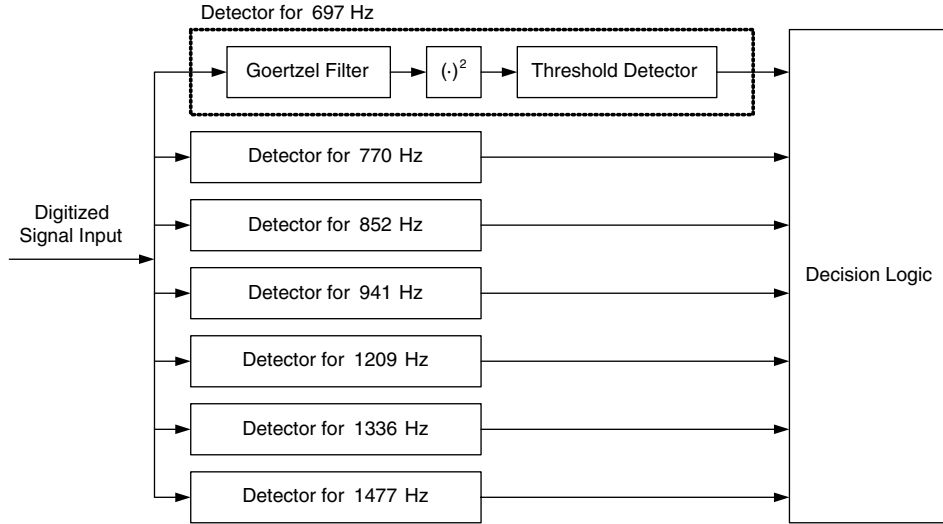 Detector for 697 Hz
Goertzel Filter
(·)²
Threshold Detector
Detector for 770 Hz
Digitized
Signal Input
Detector for 852 Hz
Detector for 941 Hz
Decision Logic
Detector for 1209 Hz
Detector for 1336 Hz
Detector for 1477 Hz